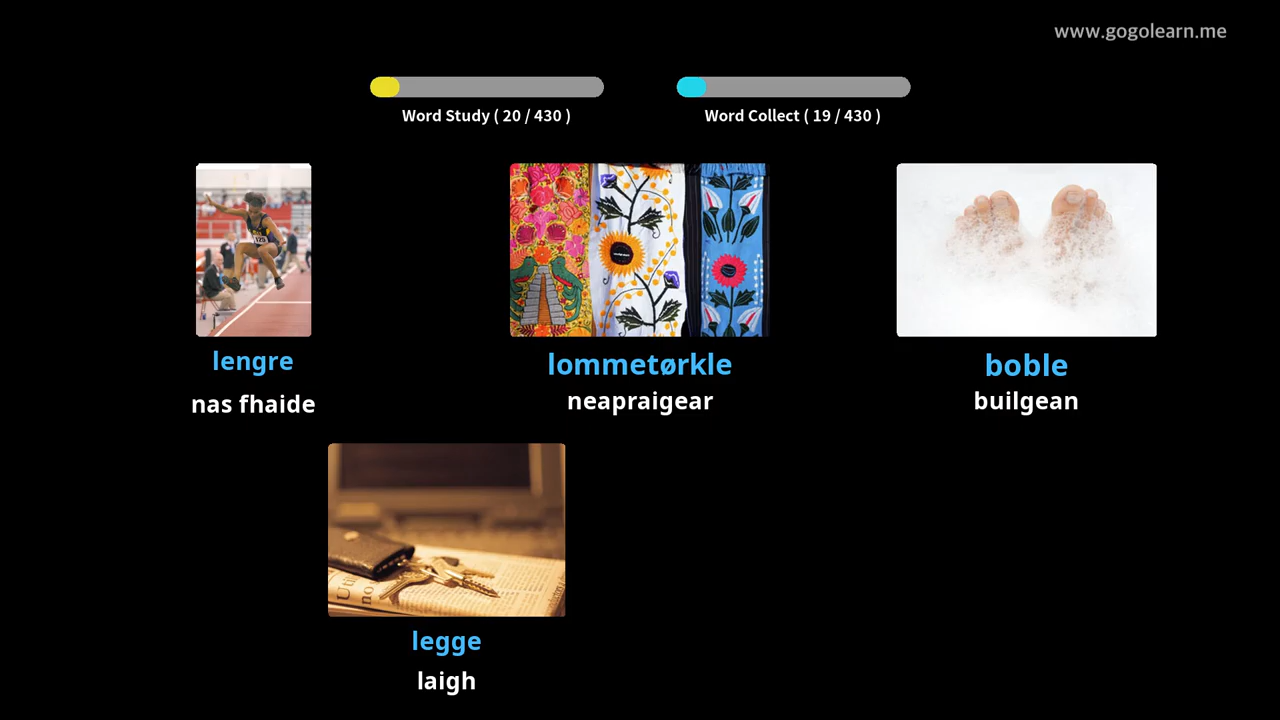 www.gogolearn.me
Word Study ( 20 / 430 )
Word Collect ( 19 / 430 )
lengre
nas fhaide
lommetørkle
neapraigear
boble
builgean
legge
laigh